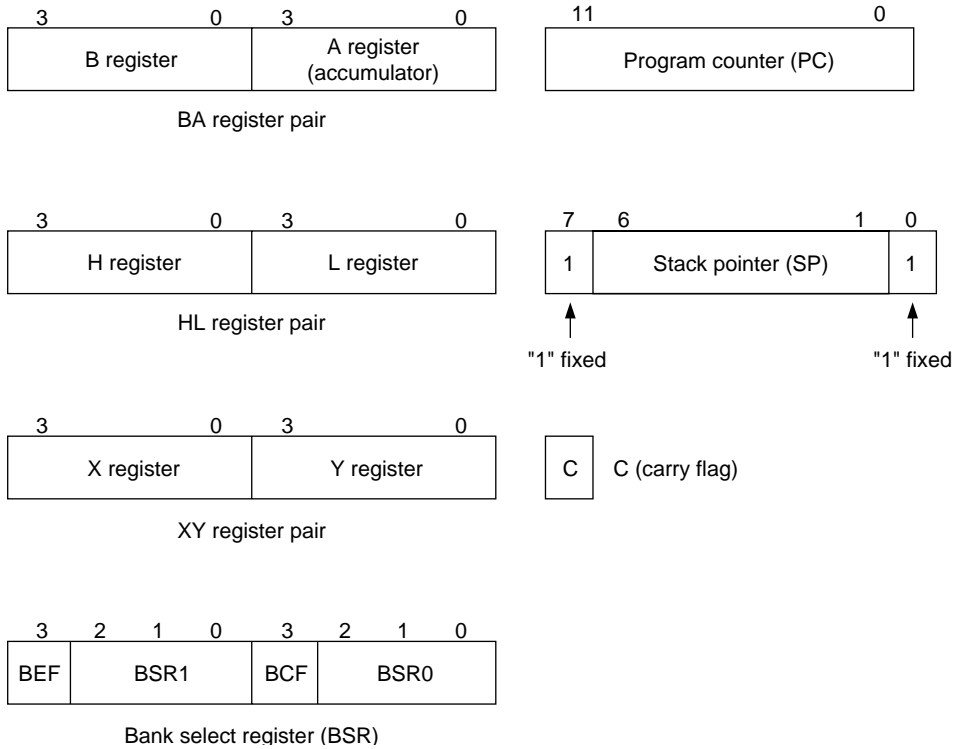 3 0 3 0
B register A register
(accumulator)
BA register pair
11 0
Program counter (PC)
3 0 3 0
H register L register
HL register pair
7 6 1 0
1 Stack pointer (SP) 1
"1" fixed "1" fixed
3 0 3 0
X register Y register
XY register pair
C C (carry flag)
3 2 1 0 3 2 1 0
BEF BSR1 BCF BSR0
Bank select register (BSR)